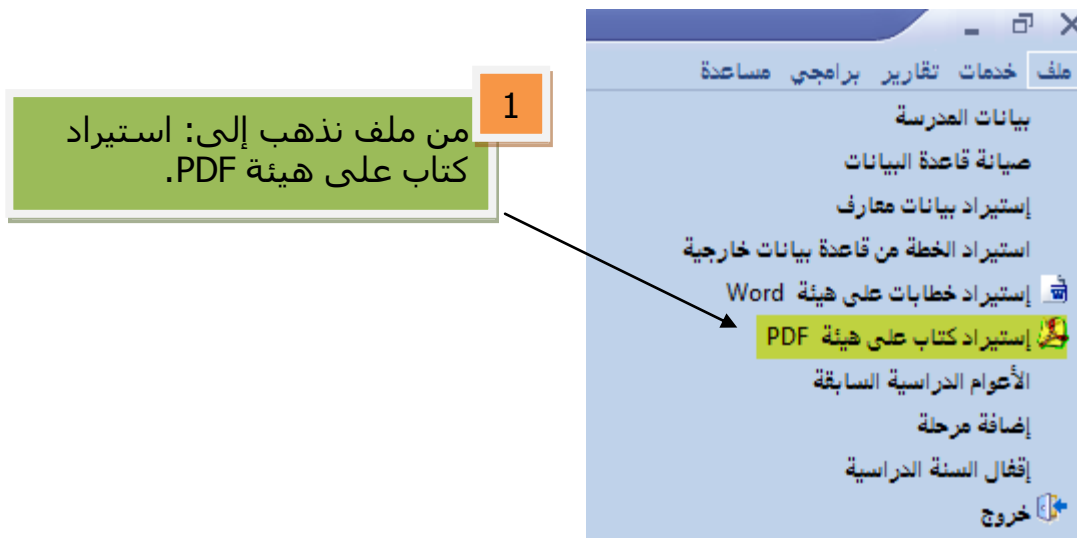 ملف خدمات تقارير برامجي مساعدة
1
من ملف نذهب إلى: استيراد
كتاب على هيئة PDF.
بيانات المدرسة
صيانة قاعدة البيانات
إستيراد بيانات معارف
استيراد الخطة من قاعدة بيانات خارجية
إستيراد خطابات على هيئة Word
إستيراد كتاب على هيئة PDF
الأعوام الدراسية السابقة
إضافة مرحلة
إقفال السنة الدراسية
خروج